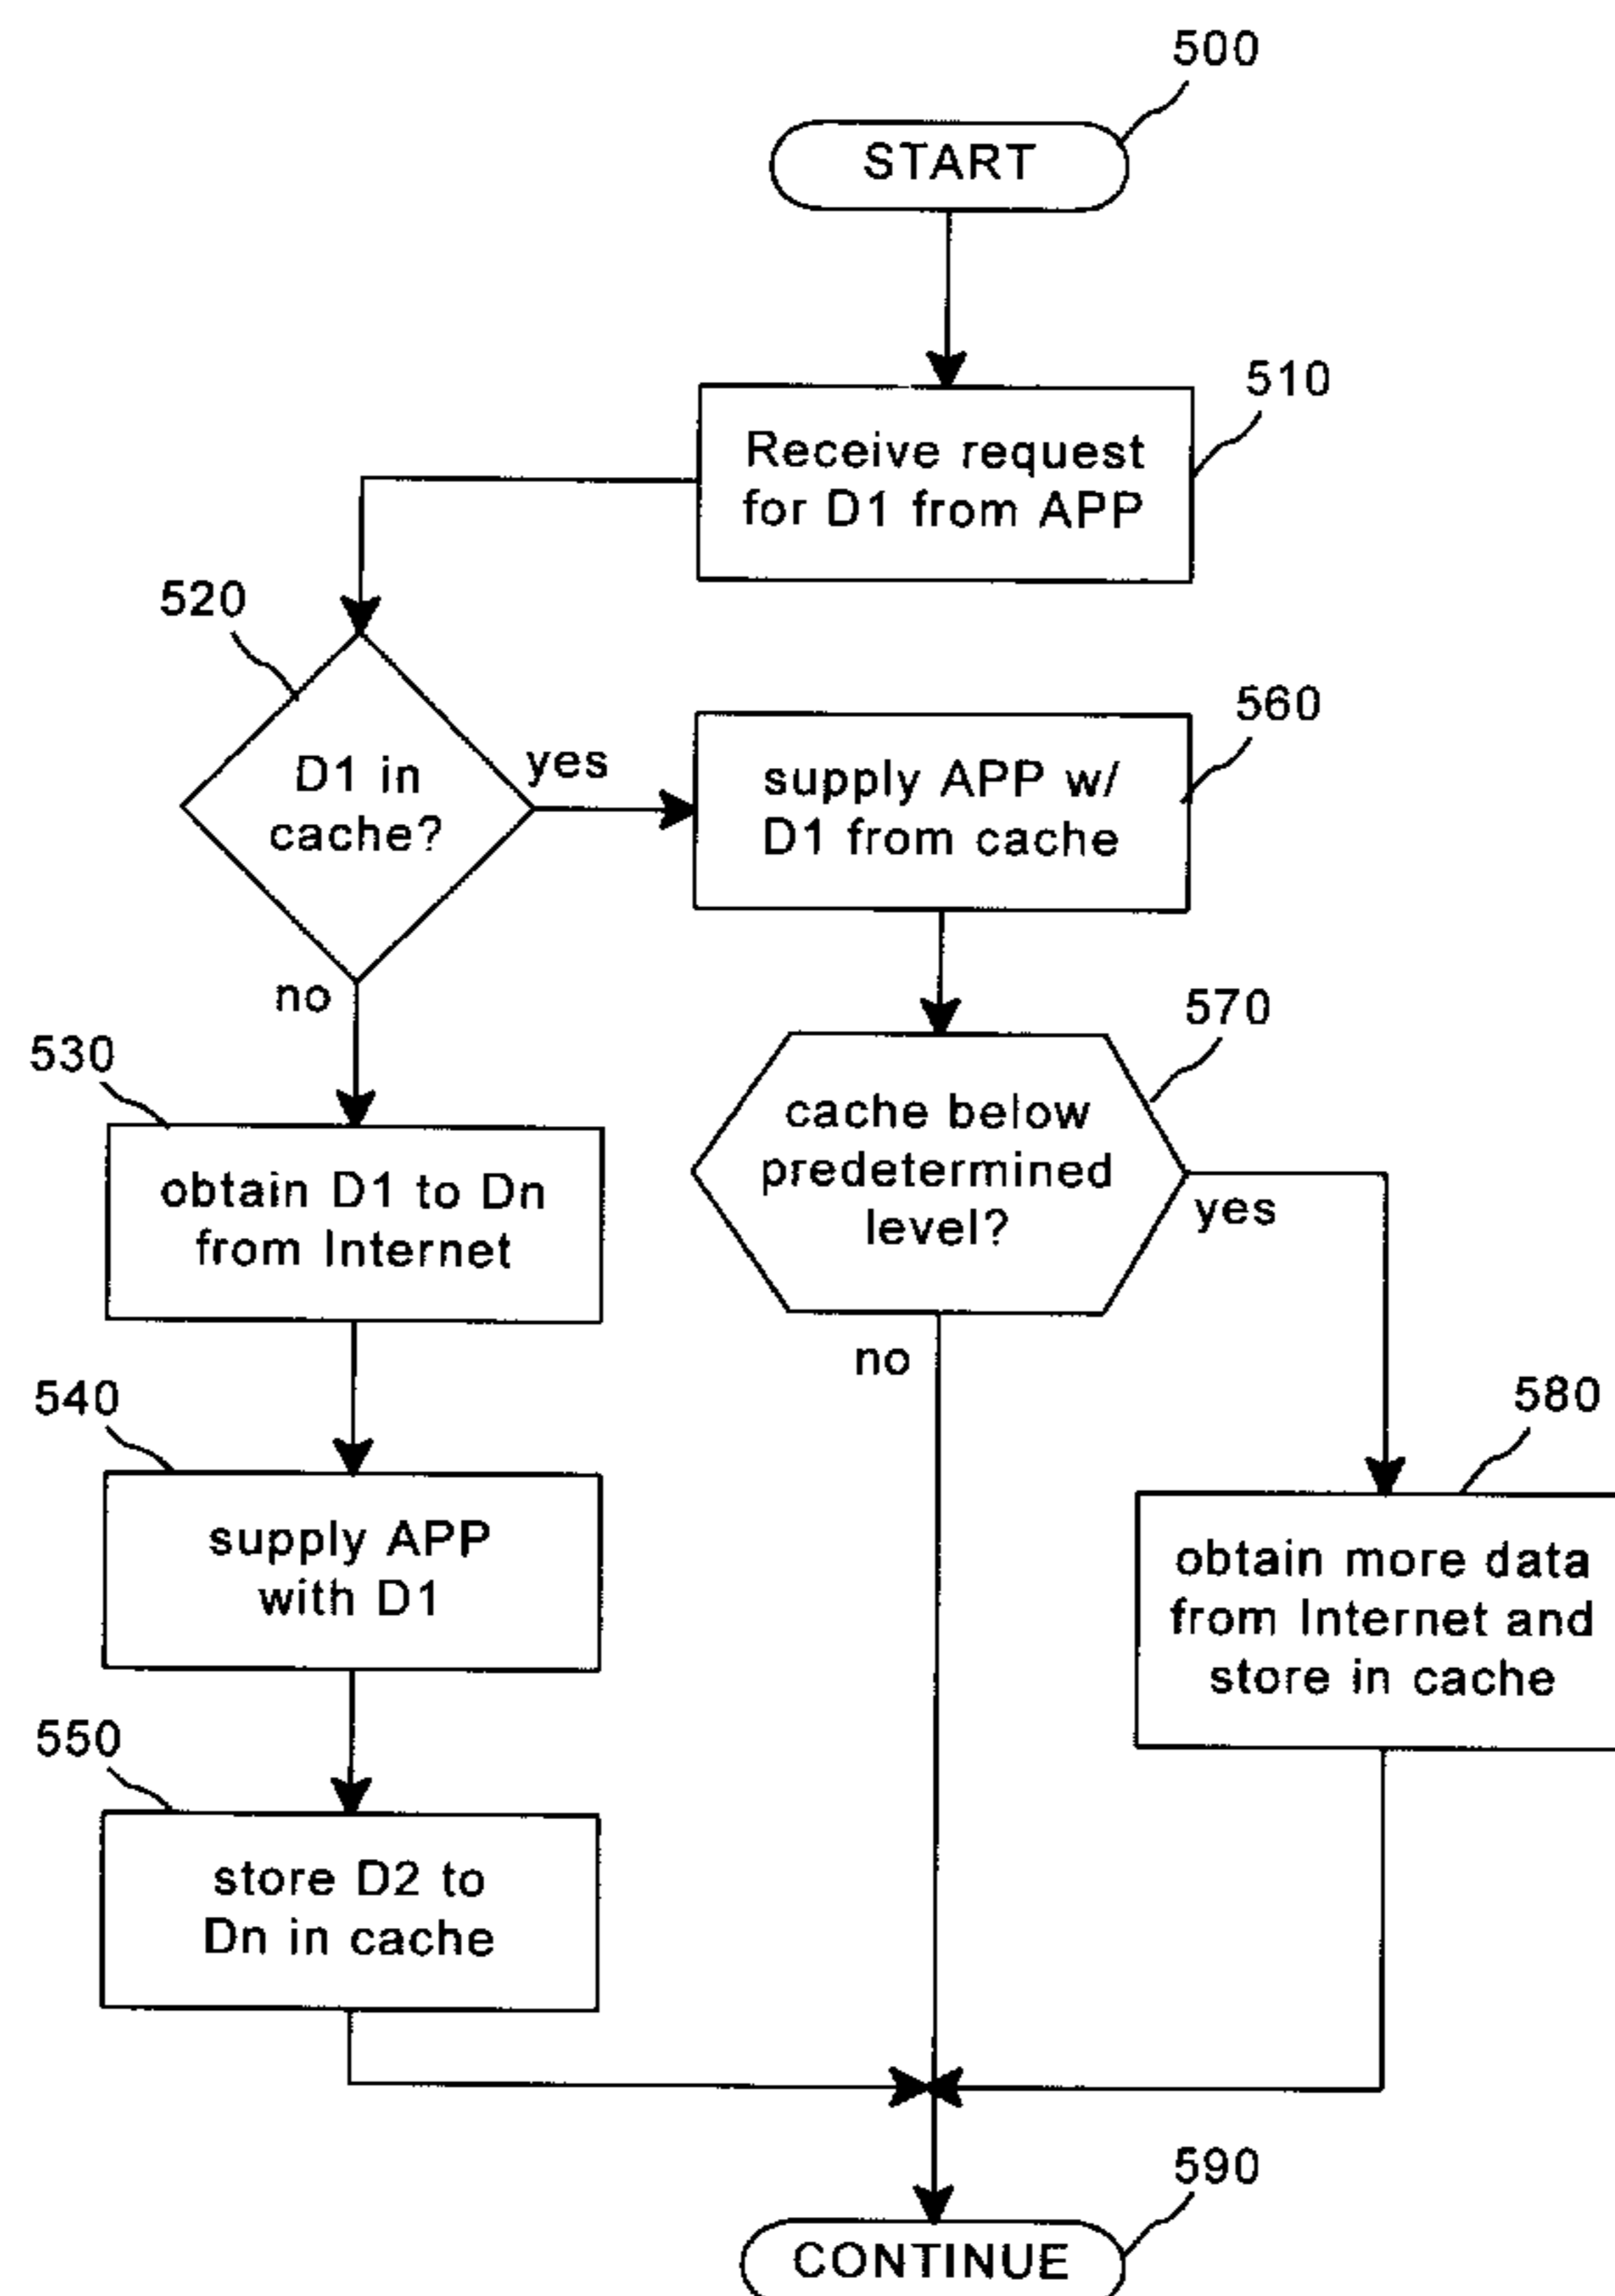 500
START
510
Receive request
for D1 from APP
520
D1 in
cache?
yes
560
supply APP w/
D1 from cache
no
530
obtain D1 to Dn
from Internet
570
cache below
predetermined
level?
yes
no
540
supply APP
with D1
580
obtain more data
from Internet and
store in cache
550
store D2 to
Dn in cache
590
CONTINUE